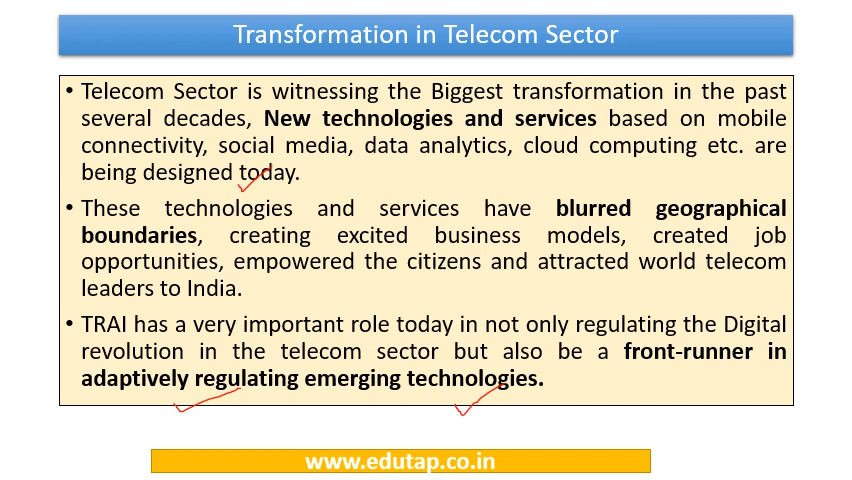 Transformation in Telecom Sector
• Telecom Sector is witnessing the Biggest transformation in the past
several decades, New technologies and services based on mobile
connectivity, social media, data analytics, cloud computing etc. are
being designed today.
• These technologies and services have blurred geographical
boundaries, creating excited business models, created job
opportunities, empowered the citizens and attracted world telecom
leaders to India.
• TRAI has a very important role today in not only regulating the Digital
revolution in the telecom sector but also be a front-runner in
adaptively regulating emerging technologies.
www.edutap.co.in